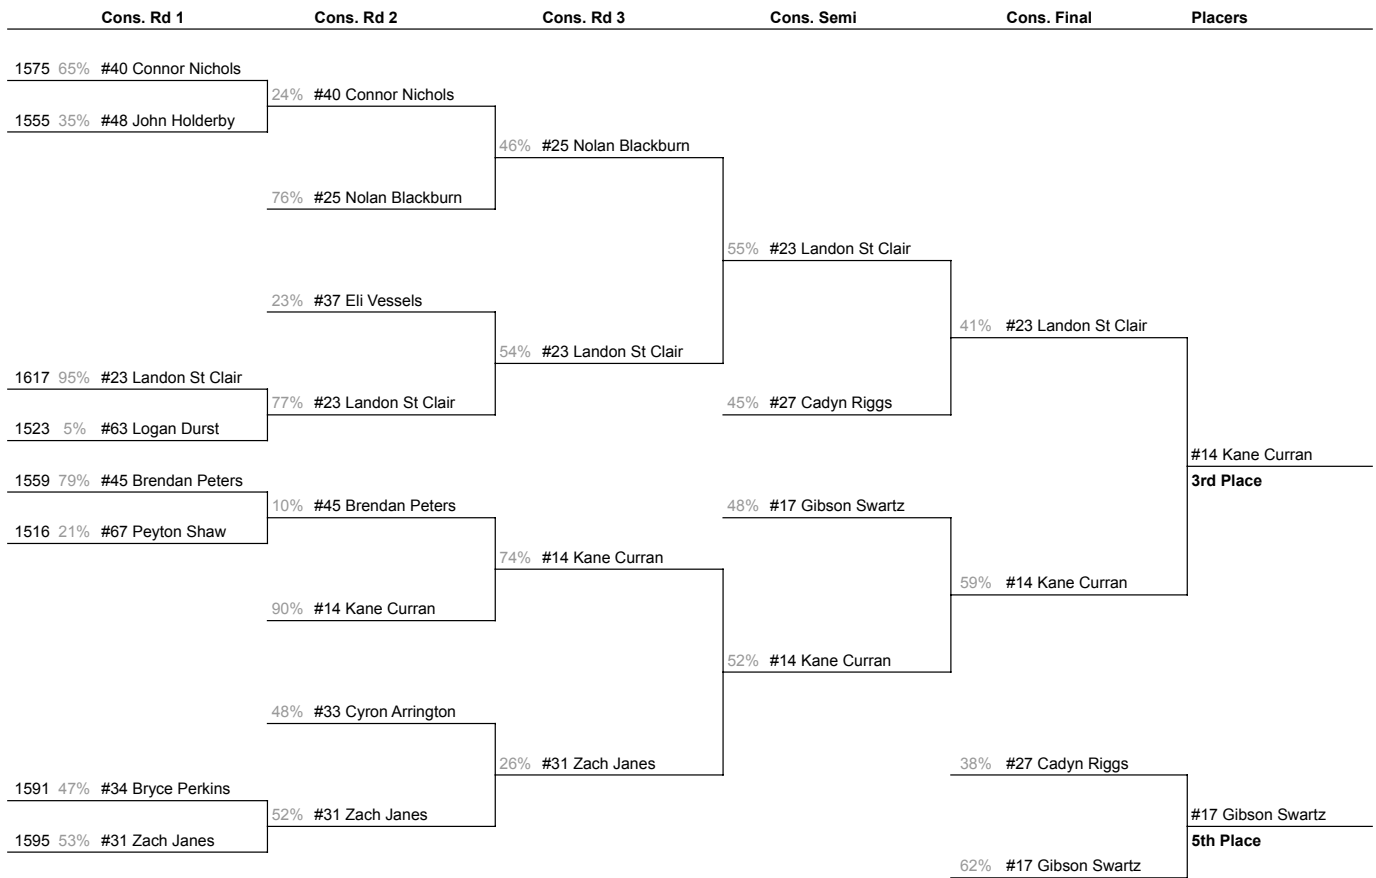 Cons. Rd 1 Cons. Rd 2 Cons. Rd 3 Cons. Semi Cons. Final Placers
1575 65% #40 Connor Nichols
24% #40 Connor Nichols
1555 35% #48 John Holderby
46% #25 Nolan Blackburn
76% #25 Nolan Blackburn
55% #23 Landon St Clair
23% #37 Eli Vessels
41% #23 Landon St Clair
54% #23 Landon St Clair
1617 95% #23 Landon St Clair
77% #23 Landon St Clair
45% #27 Cadyn Riggs
1523 5% #63 Logan Durst
#14 Kane Curran
1559 79% #45 Brendan Peters
3rd Place
10% #45 Brendan Peters
48% #17 Gibson Swartz
1516 21% #67 Peyton Shaw
74% #14 Kane Curran
59% #14 Kane Curran
90% #14 Kane Curran
52% #14 Kane Curran
48% #33 Cyron Arrington
26% #31 Zach Janes
38% #27 Cadyn Riggs
1591 47% #34 Bryce Perkins
52% #31 Zach Janes
#17 Gibson Swartz
1595 53% #31 Zach Janes
5th Place
62% #17 Gibson Swartz